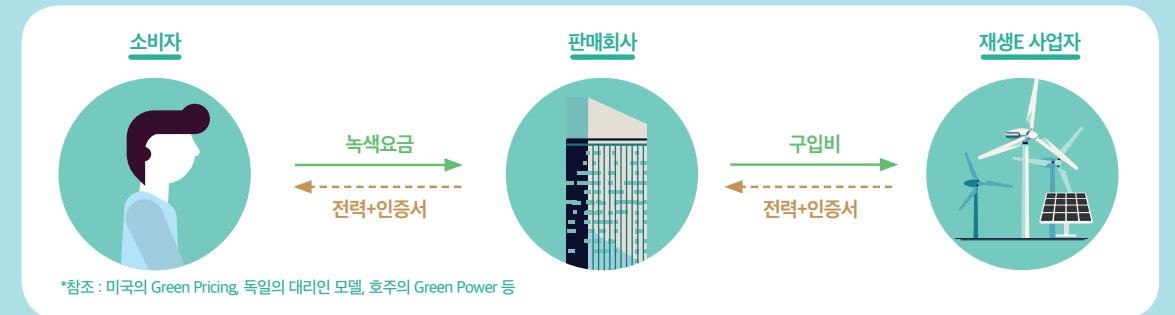 소비자
판매회사
재생E 사업자
녹색요금
구입비
전력+인증서
전력+인증서
*참조 : 미국의 Green Pricing, 독일의 대리인 모델, 호주의 Green Power 등